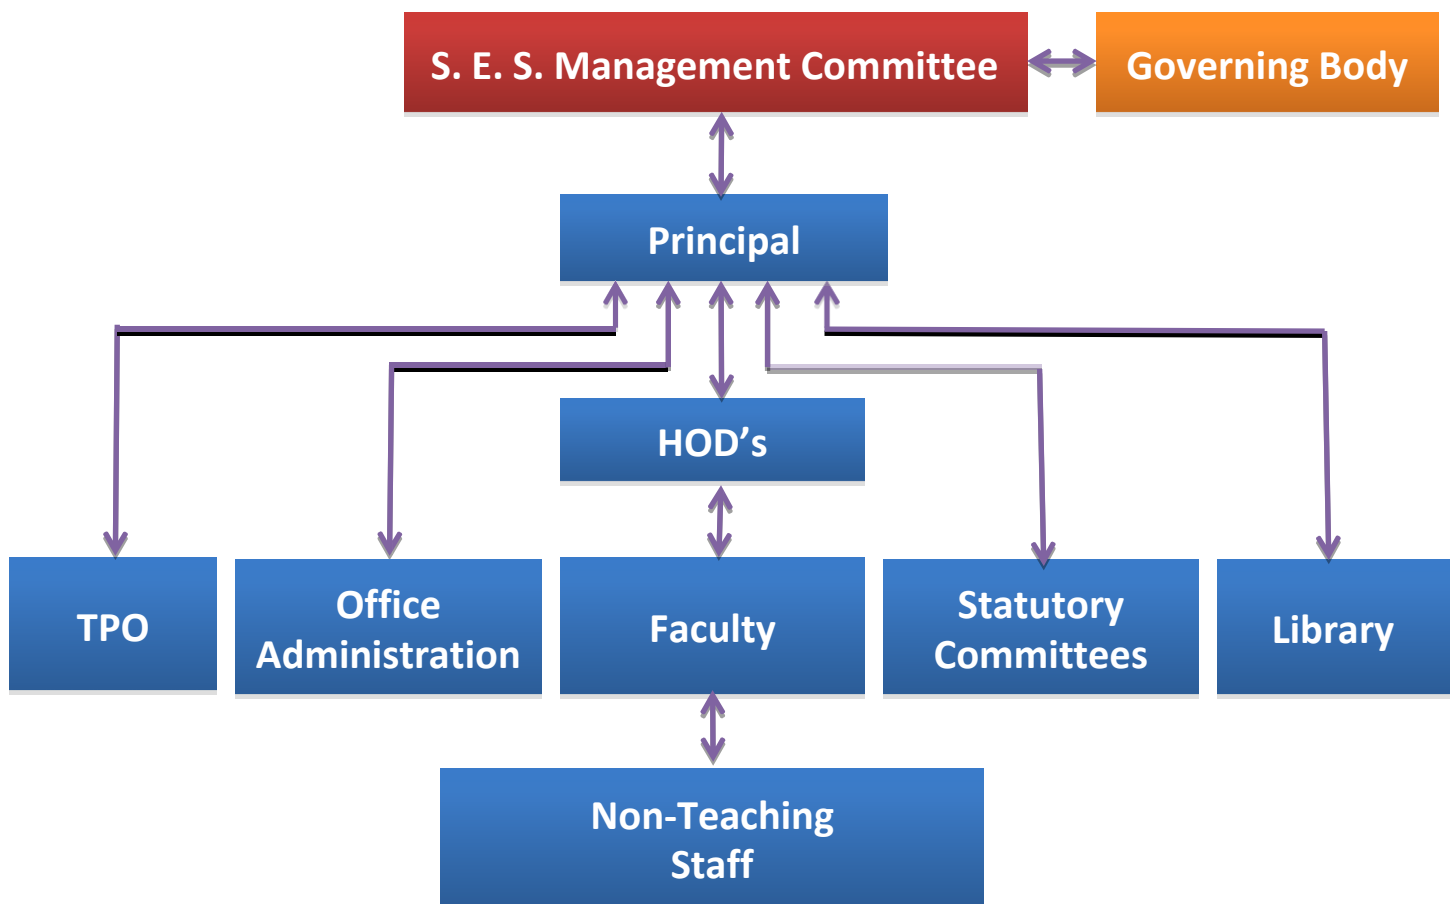 S. E. S. Management Committee
Governing Body
Principal
HOD’s
TPO
Office
Administration
Faculty
Statutory
Committees
Library
Non-Teaching
Staff